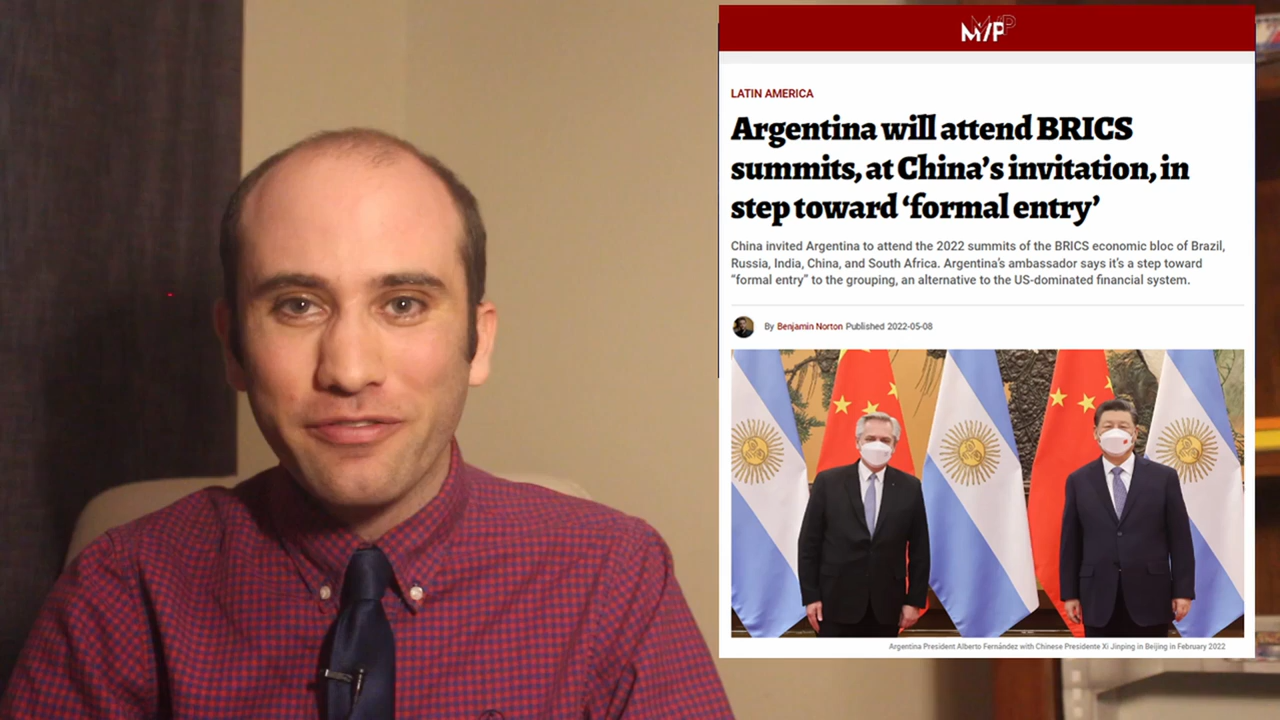 M/P
LATIN AMERICA
Argentina will attend BRICS
summits, at China's invitation, in
step toward ‘formal entry’
China invited Argentina to attend the 2022 summits of the BRICS economic bloc of Brazil,
Russia, India, China, and South Africa. Argentina's ambassador says it's a step toward
"formal entry" to the grouping, an alternative to the US-dominated financial system.
By Benjamin Norton Published 2022-05-08
Argentina President Alberto Fernández with Chinese Presidente Xi Jinping in Beijing in February 2022